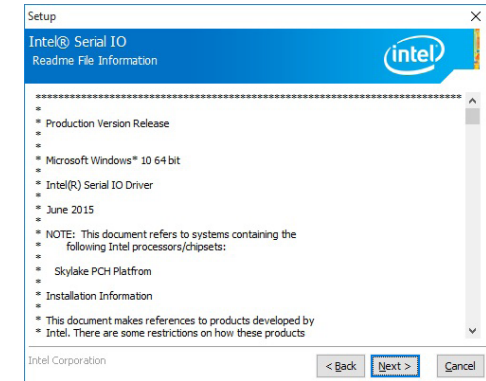 Setup
Intel® Serial IO
Readme File Information
intel
*******************************************************************************
*
* Production Version Release
*
*
* Microsoft Windows* 10 64 bit
*
* Intel(R) Serial IO Driver
*
* June 2015
*
* NOTE: This document refers to systems containing the
* following Intel processors/chipsets:
*
* Skylake PCH Platfrom
*
* Installation Information
*
* This document makes references to products developed by
* Intel. There are some restrictions on how these products
Intel Corporation
< Back Next > Cancel